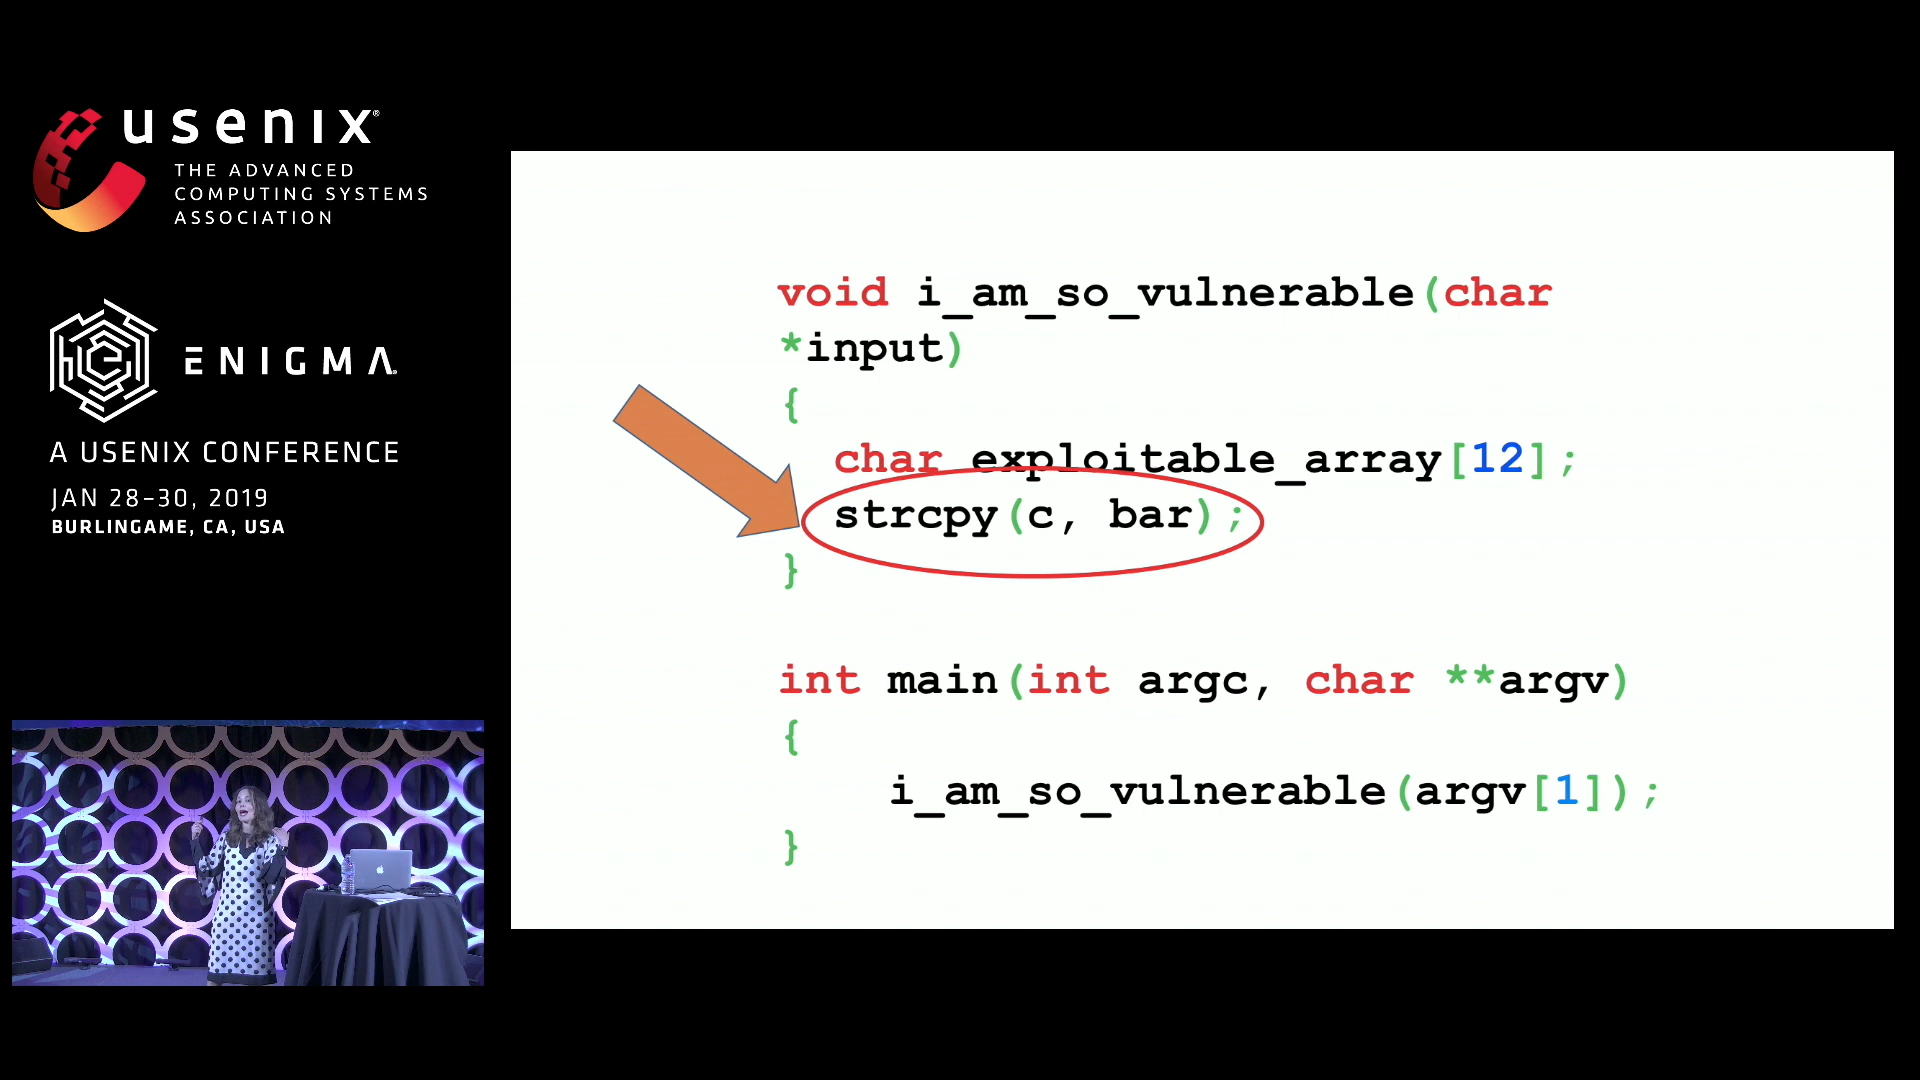 usenix®
THE ADVANCED
COMPUTING SYSTEMS
ASSOCIATION
ENIGMA®
A USENIX CONFERENCE
JAN 28–30, 2019
BURLINGAME, CA, USA
void i_am_so_vulnerable(char
*input)
{
char exploitable_array[12];
strcpy(c, bar);
}
int main(int argc, char **argv)
{
i_am_so_vulnerable(argv[1]);
}